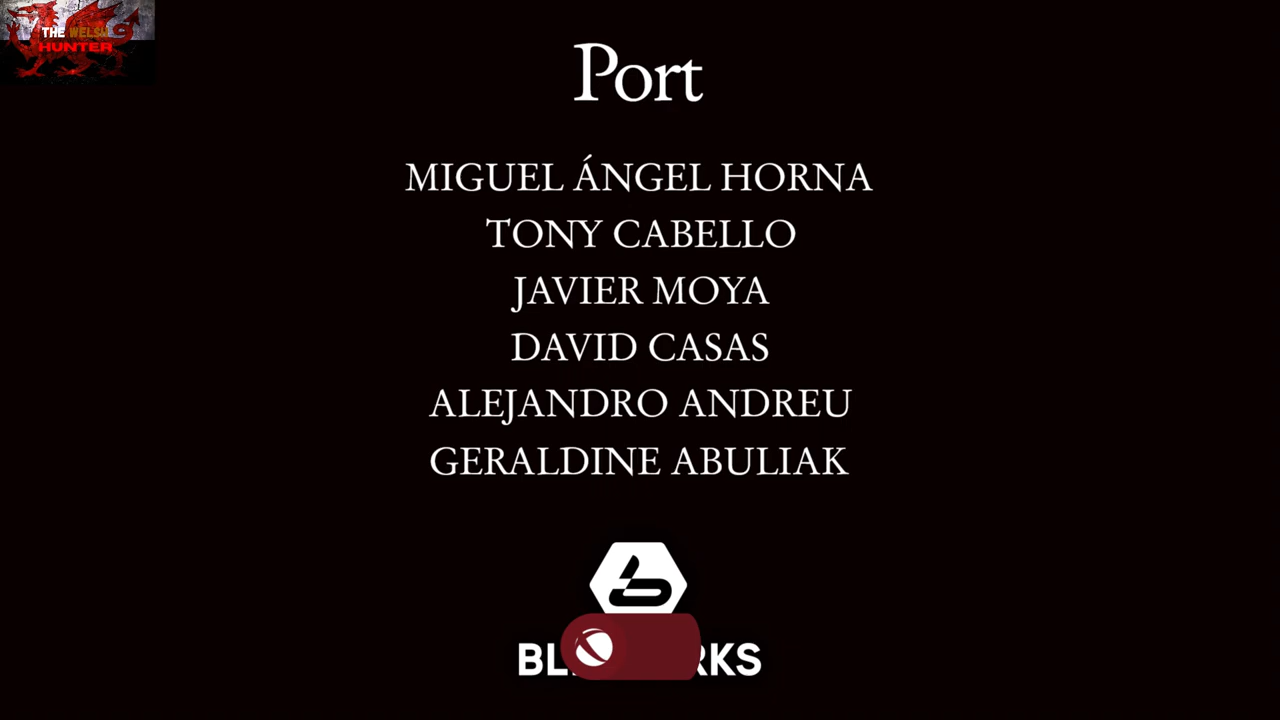 THE WELSH
HUNTER
Port
MIGUEL ÁNGEL HORNA
TONY CABELLO
JAVIER MOYA
DAVID CASAS
ALEJANDRO ANDREU
GERALDINE ABULIAK